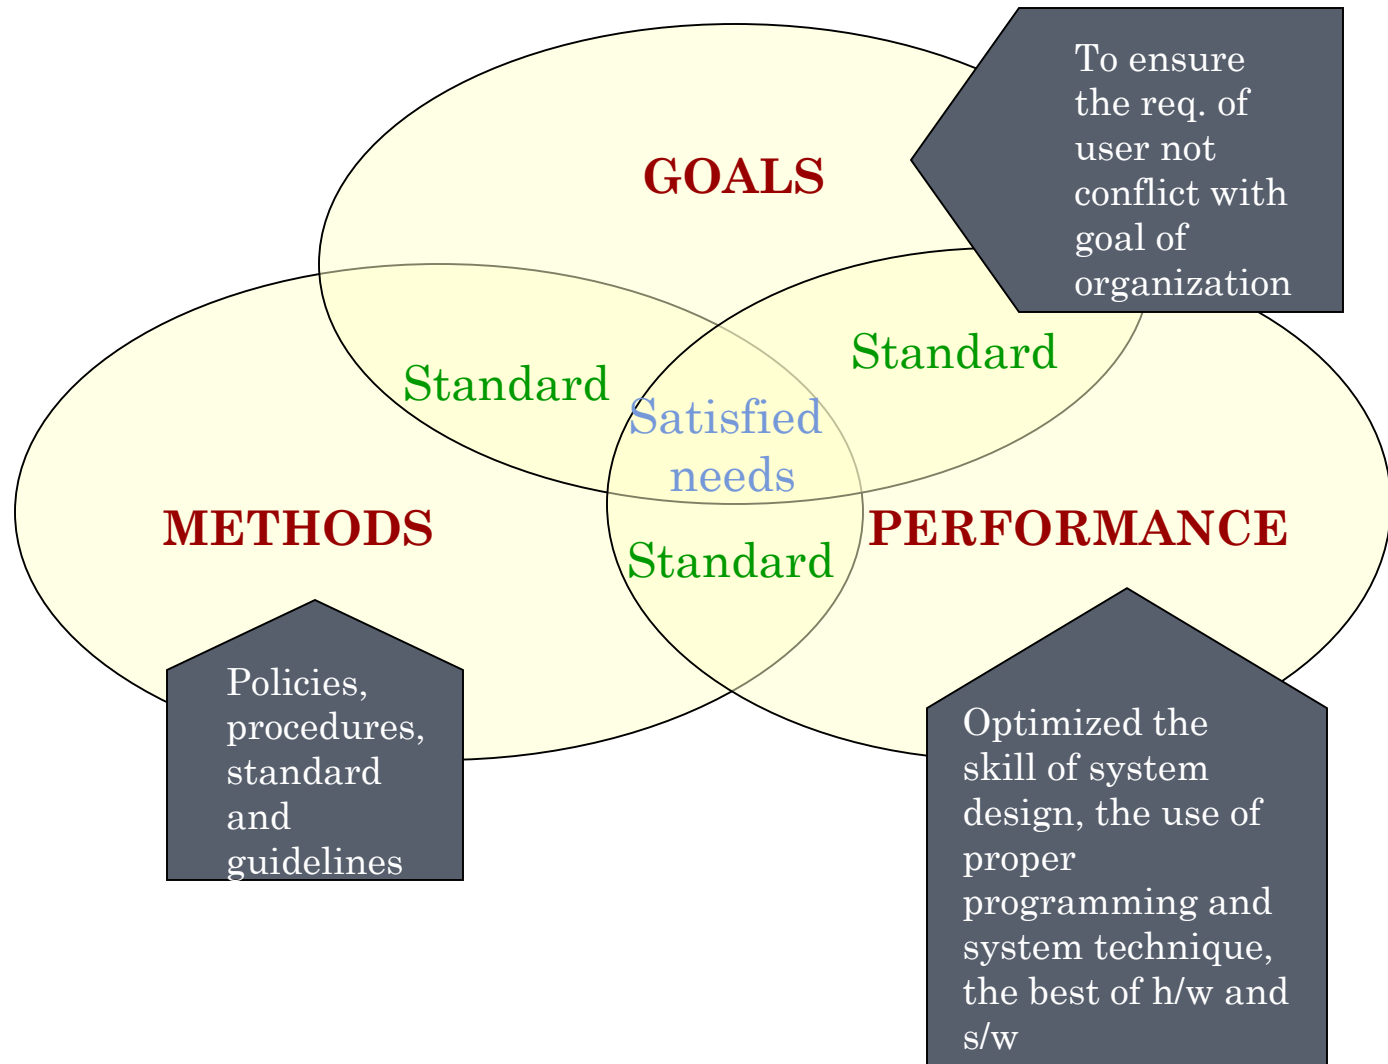 To ensure
the req. of
user not
conflict with
goal of
organization
GOALS
Standard
Standard
Satisfied
needs
METHODS
PERFORMANCE
Standard
Policies,
procedures,
standard
and
guidelines
Optimized the
skill of system
design, the use of
proper
programming and
system technique,
the best of h/w and
s/w